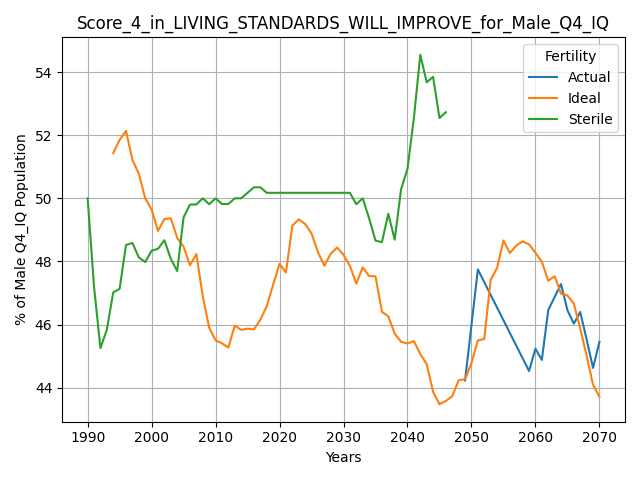 Score_4_in_LIVING_STANDARDS_WILL_IMPROVE_for_Male_Q4_IQ
Fertility
Actual
Ideal
Sterile
% of Male Q4_IQ Population
54
52
50
48
46
44
1990 2000 2010 2020 2030 2040 2050 2060 2070
Years